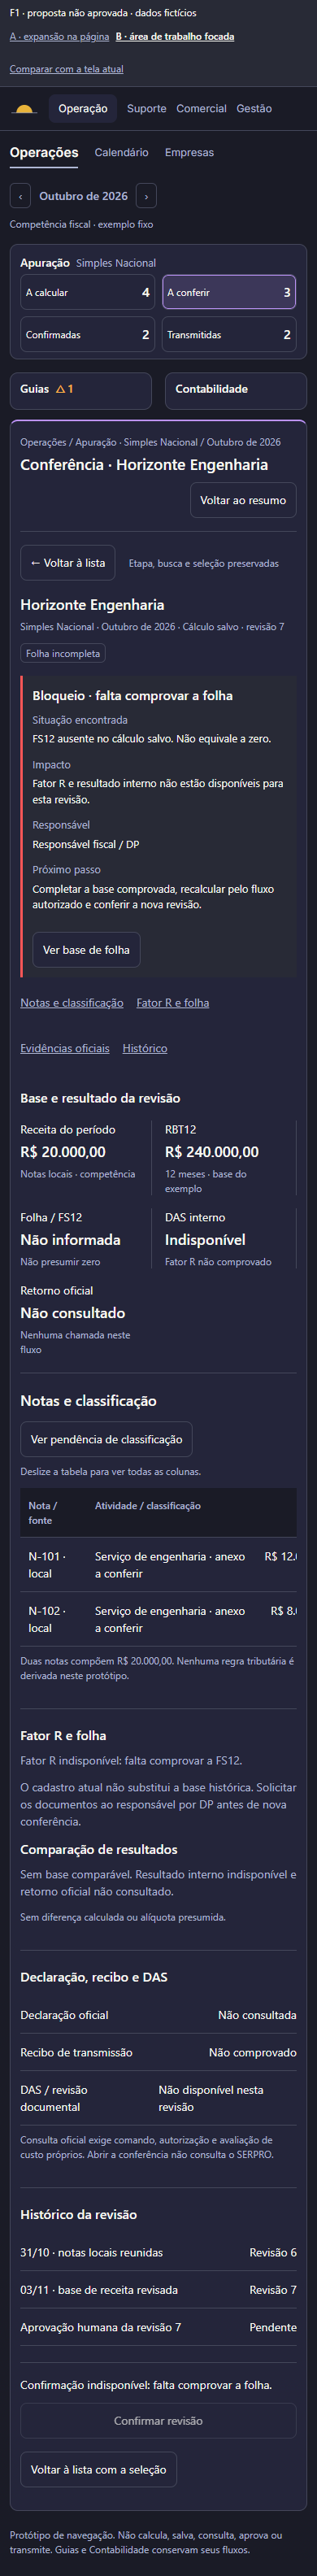 F1 · proposta não aprovada · dados fictícios
A · expansão na página B · área de trabalho focada
Comparar com a tela atual
Operação Suporte Comercial Gestão
Operações Calendário Empresas
‹ Outubro de 2026 ›
Competência fiscal · exemplo fixo
Apuração Simples Nacional
A calcular 4 A conferir 3
Confirmadas 2 Transmitidas 2
Guias △ 1 Contabilidade
Operações / Apuração · Simples Nacional / Outubro de 2026
Conferência · Horizonte Engenharia
Voltar ao resumo
← Voltar à lista Etapa, busca e seleção preservadas
Horizonte Engenharia
Simples Nacional · Outubro de 2026 · Cálculo salvo · revisão 7
Folha incompleta
Bloqueio · falta comprovar a folha
Situação encontrada
FS12 ausente no cálculo salvo. Não equivale a zero.
Impacto
Fator R e resultado interno não estão disponíveis para
esta revisão.
Responsável
Responsável fiscal / DP
Próximo passo
Completar a base comprovada, recalcular pelo fluxo
autorizado e conferir a nova revisão.
Ver base de folha
Notas e classificação Fator R e folha
Evidências oficiais Histórico
Base e resultado da revisão
Receita do período RBT12
R$ 20.000,00 R$ 240.000,00
Notas locais · competência 12 meses · base do
exemplo
Folha / FS12 DAS interno
Não informada Indisponível
Não presumir zero Fator R não comprovado
Retorno oficial
Não consultado
Nenhuma chamada neste
fluxo
Notas e classificação
Ver pendência de classificação
Deslize a tabela para ver todas as colunas.
Nota / Atividade / classificação
fonte
N-101 · Serviço de engenharia · anexo R$ 12.
local a conferir
N-102 · Serviço de engenharia · anexo R$ 8.
local a conferir
Duas notas compõem R$ 20.000,00. Nenhuma regra tributária é
derivada neste protótipo.
Fator R e folha
Fator R indisponível: falta comprovar a FS12.
O cadastro atual não substitui a base histórica. Solicitar
os documentos ao responsável por DP antes de nova
conferência.
Comparação de resultados
Sem base comparável. Resultado interno indisponível e
retorno oficial não consultado.
Sem diferença calculada ou alíquota presumida.
Declaração, recibo e DAS
Declaração oficial Não consultada
Recibo de transmissão Não comprovado
DAS / revisão Não disponível nesta
documental revisão
Consulta oficial exige comando, autorização e avaliação de
custo próprios. Abrir a conferência não consulta o SERPRO.
Histórico da revisão
31/10 · notas locais reunidas Revisão 6
03/11 · base de receita revisada Revisão 7
Aprovação humana da revisão 7 Pendente
Confirmação indisponível: falta comprovar a folha.
Confirmar revisão
Voltar à lista com a seleção
Protótipo de navegação. Não calcula, salva, consulta, aprova ou
transmite. Guias e Contabilidade conservam seus fluxos.